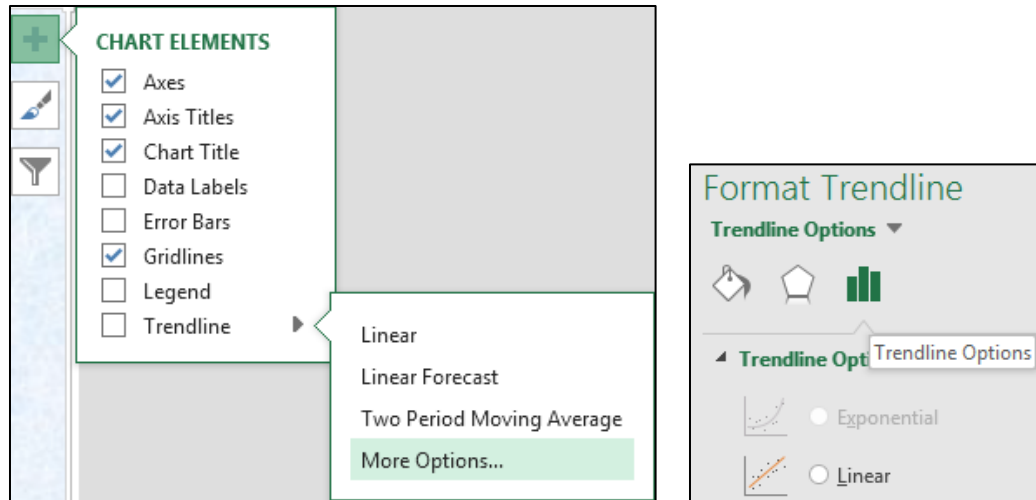 CHART ELEMENTS
Axes
Axis Titles
Chart Title
Data Labels
Error Bars
Gridlines
Legend
Trendline
Linear
Linear Forecast
Two Period Moving Average
More Options...
Format Trendline
Trendline Options
Trendline Options
Trendline Opt
Exponential
Linear